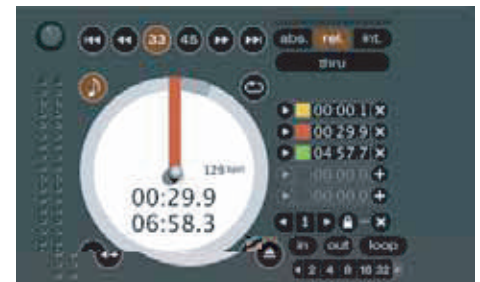 33 45 abs. rel. int.
thru
00:00 1
00:29 9
04 57.7
128 bpm
00:29.9
00:00 0
06:58.3
00:00 0
1
in out loop
2 4 8 16 32